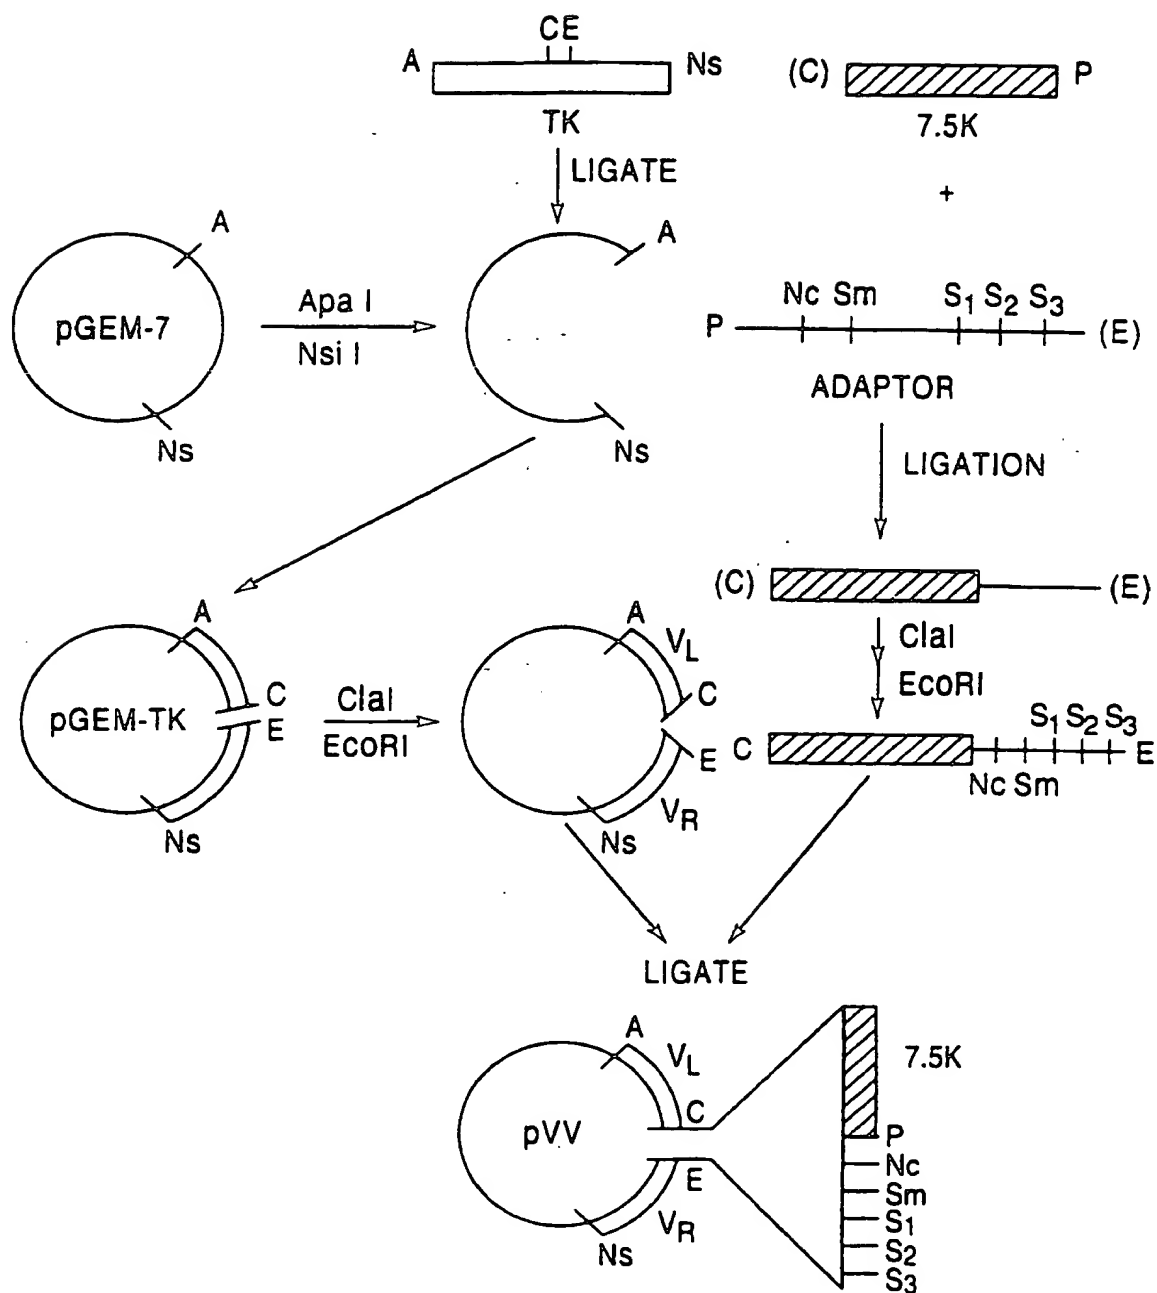 CE
A
Ns
(C)
P
TK
7.5K
LIGATE
+
A
A
pGEM-7
Apa I
Nsi I
Nc Sm S1 S2 S3
P
(E)
ADAPTOR
Ns
Ns
LIGATION
(C)
(E)
A
A
VL
ClaI
EcoRI
pGEM-TK
C
E
ClaI
EcoRI
C
E
S1 S2 S3
C
E
Nc Sm
VR
Ns
Ns
LIGATE
A
VL
7.5K
C
pVV
P
Nc
E
Sm
VR
S1
Ns
S2
S3